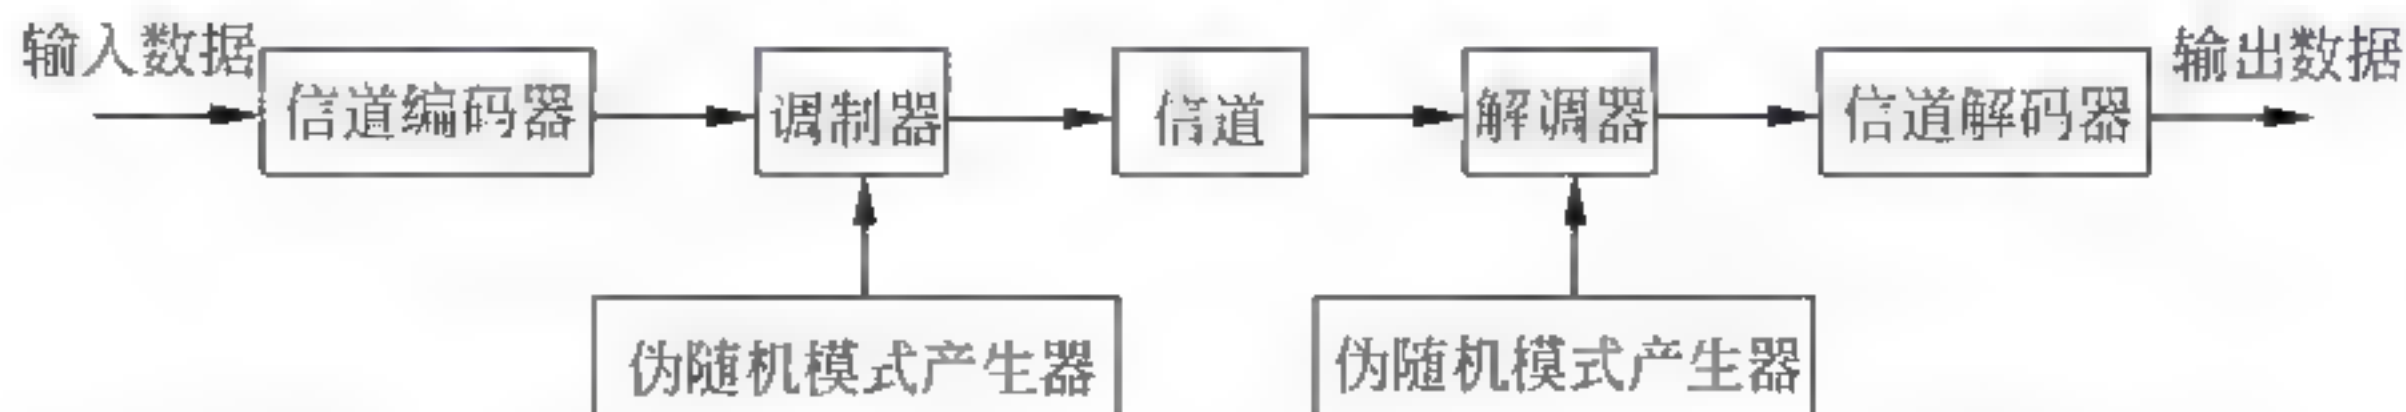 输入数据
信道编码器
调制器
信道
解调器
信道解码器
输出数据
伪随机模式产生器
伪随机模式产生器